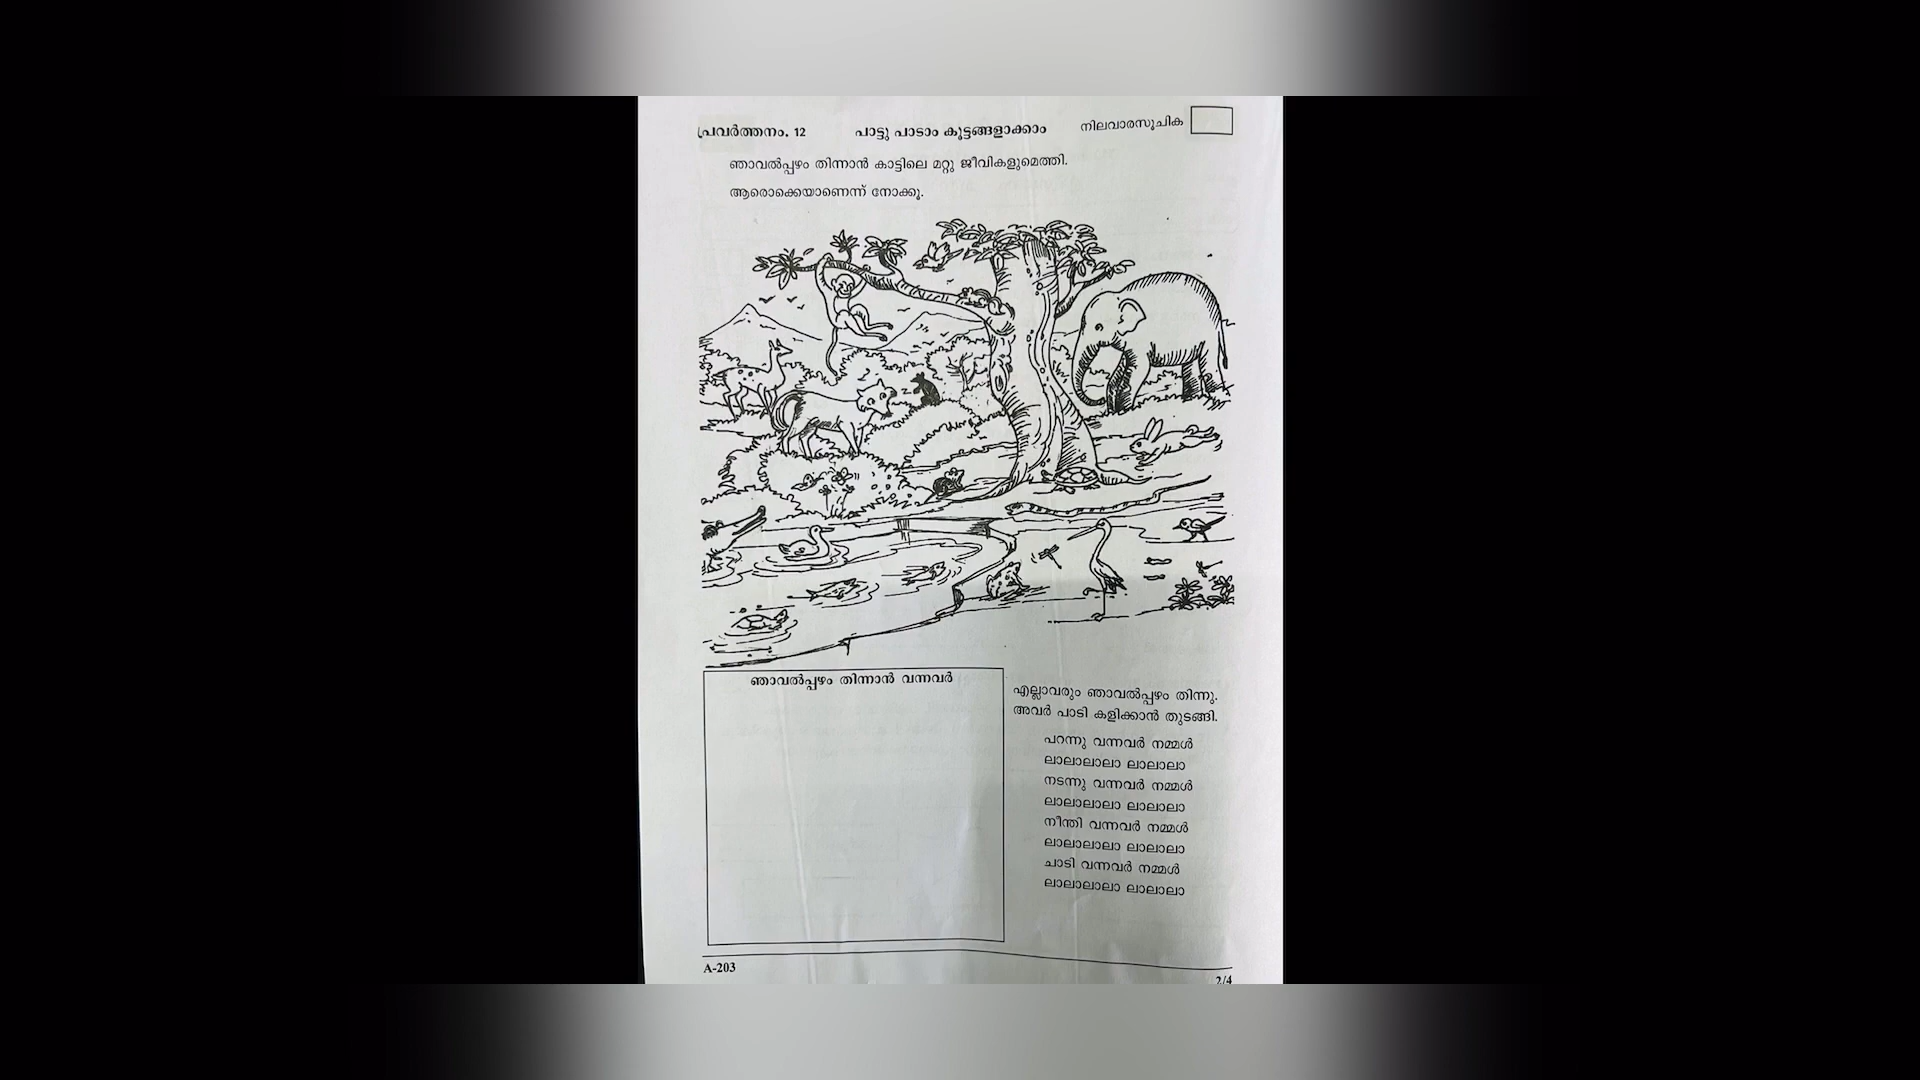 പ്രവർത്തനം. 12 പാട്ടു പാടാം കൂട്ടങ്ങളാക്കാം നിലവാരസൂചിക
ഞാവൽപ്പഴം തിന്നാൻ കാട്ടിലെ മറ്റു ജീവികളുമെത്തി.
ആരൊക്കെയാണെന്ന് നോക്കൂ.
ഞാവൽപ്പഴം തിന്നാൻ വന്നവർ
എല്ലാവരും ഞാവൽപ്പഴം തിന്നു.
അവർ പാടി കളിക്കാൻ തുടങ്ങി.
പറന്നു വന്നവർ നമ്മൾ
ലാലാലാലാ ലാലാലാ
നടന്നു വന്നവർ നമ്മൾ
ലാലാലാലാ ലാലാലാ
നീന്തി വന്നവർ നമ്മൾ
ലാലാലാലാ ലാലാലാ
ചാടി വന്നവർ നമ്മൾ
ലാലാലാലാ ലാലാലാ
A-203
2/4